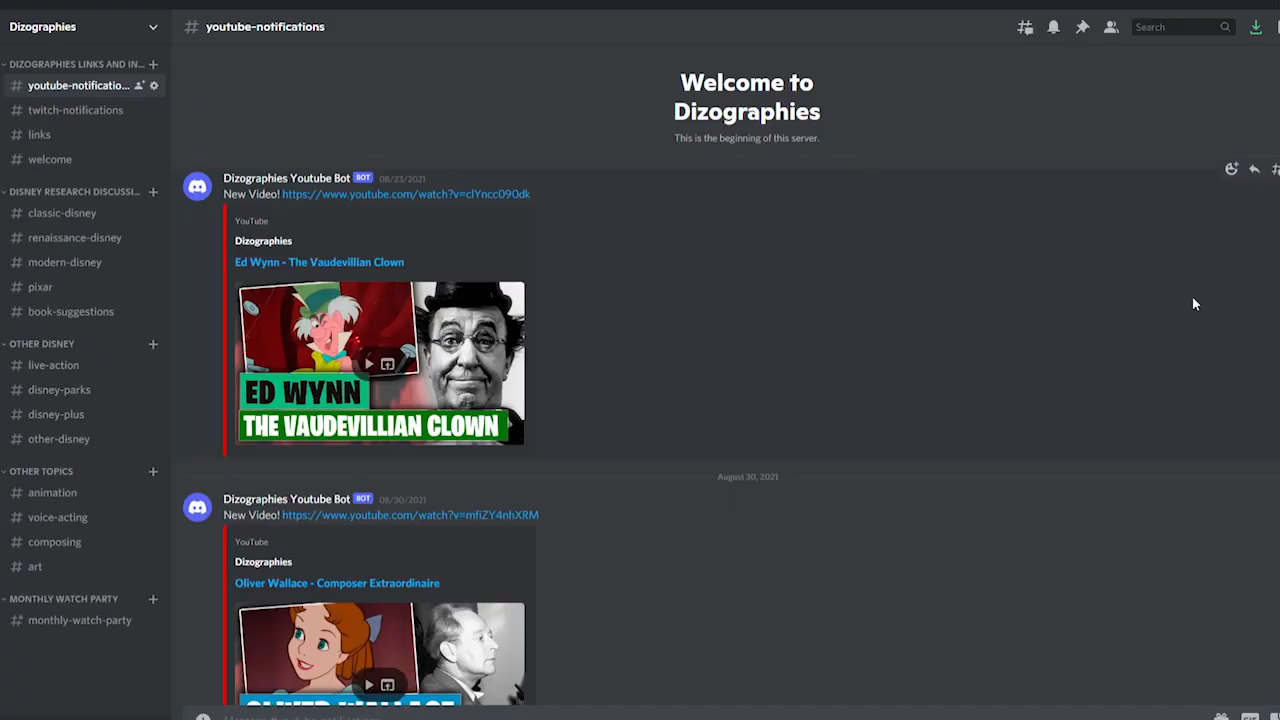 Dizographies
# youtube-notifications
Search
DIZOGRAPHIES LINKS AND IN...
# youtube-notificatio...
# twitch-notifications
# links
# welcome
DISNEY RESEARCH DISCUSSI...
# classic-disney
# renaissance-disney
# modern-disney
# pixar
# book-suggestions
OTHER DISNEY
# live-action
# disney-parks
# disney-plus
# other-disney
OTHER TOPICS
# animation
# voice-acting
# composing
# art
MONTHLY WATCH PARTY
# monthly-watch-party
Welcome to
Dizographies
This is the beginning of this server.
Dizographies Youtube Bot BOT 08/23/2021
New Video! https://www.youtube.com/watch?v=clYncc090dk
YouTube
Dizographies
Ed Wynn - The Vaudevillian Clown
ED WYNN
THE VAUDEVILLIAN CLOWN
August 30, 2021
Dizographies Youtube Bot BOT 08/30/2021
New Video! https://www.youtube.com/watch?v=mfiZY4nhXRM
YouTube
Dizographies
Oliver Wallace - Composer Extraordinaire
OLIVER WALLACE